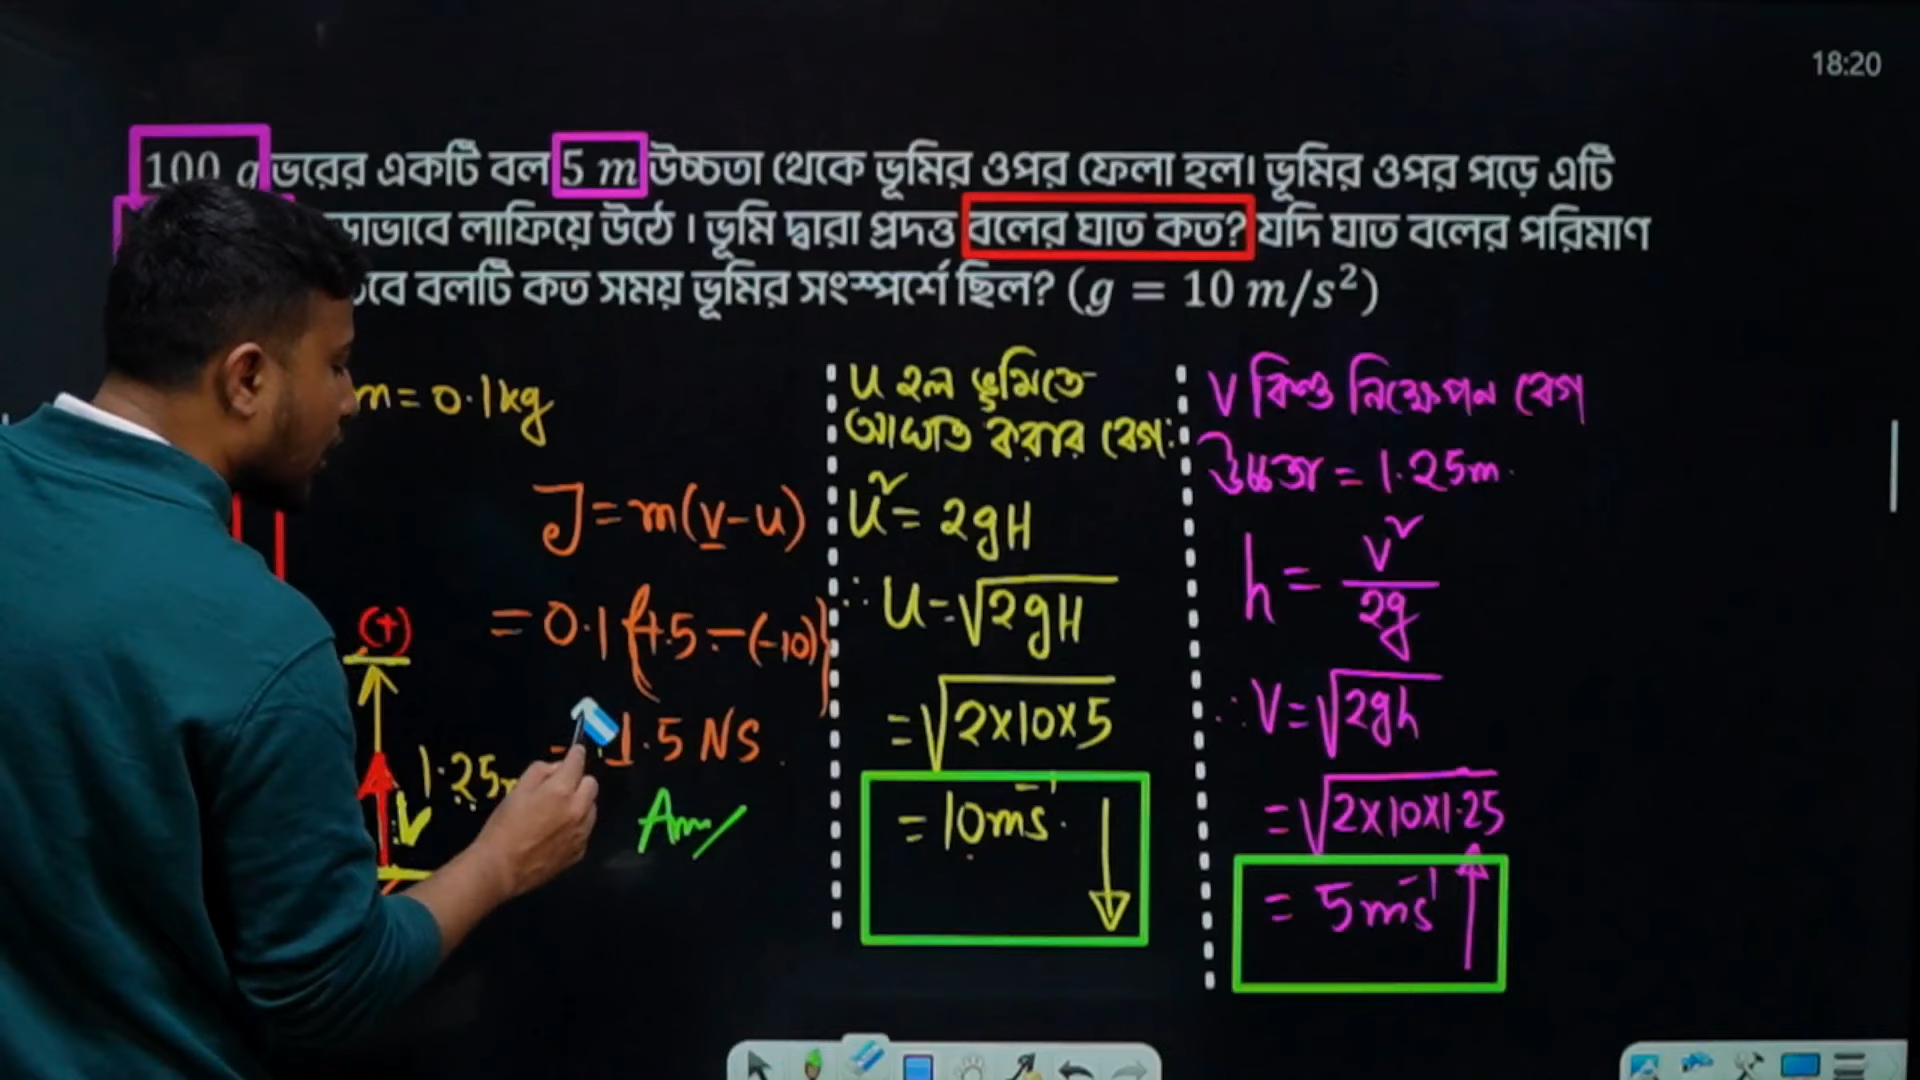 18:20
100 g ভরের একটি বল 5 m উচ্চতা থেকে ভূমির ওপর ফেলা হল। ভূমির ওপর পড়ে এটি
লাফিয়ে উঠে । ভূমি দ্বারা প্রদত্ত বলের ঘাত কত? যদি ঘাত বলের পরিমাণ
বলটি কত সময় ভূমির সংস্পর্শে ছিল? (g = 10 m/s²)
m = 0.1kg
J = m(v-u)
= 0.1{+5-(-10)}
= 1.5 NS
Ans/
(+)
1.25
u হল ভূমিতে
আঘাত করার বেগ:
u² = 2gH
∴ u = √2gH
= √2×10×5
= 10ms⁻¹
v কিন্তু নিক্ষেপন বেগ
উচ্চতা = 1.25m
h = v²/2g
∴ v = √2gh
= √2×10×1.25
= 5ms⁻¹